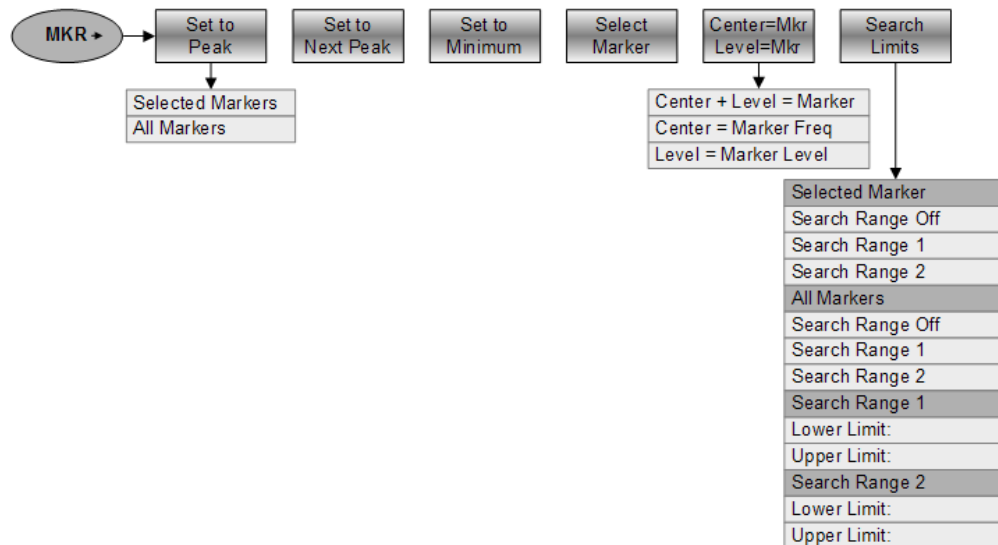 MKR →
Set to
Peak
Set to
Next Peak
Set to
Minimum
Select
Marker
Center=Mkr
Level=Mkr
Search
Limits
Selected Markers
All Markers
Center + Level = Marker
Center = Marker Freq
Level = Marker Level
Selected Marker
Search Range Off
Search Range 1
Search Range 2
All Markers
Search Range Off
Search Range 1
Search Range 2
Search Range 1
Lower Limit:
Upper Limit:
Search Range 2
Lower Limit:
Upper Limit: